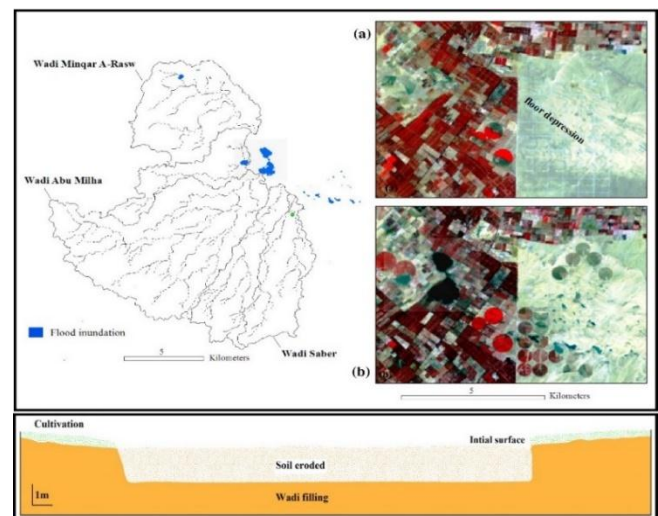 (a)
Wadi Minqar A-Rasw
floor depression
Wadi Abu Milha
Flood inundation
5
Kilometers
Wadi Saber
(b)
5
Kilometers
Cultivation
Intial surface
Soil eroded
1m
Wadi filling